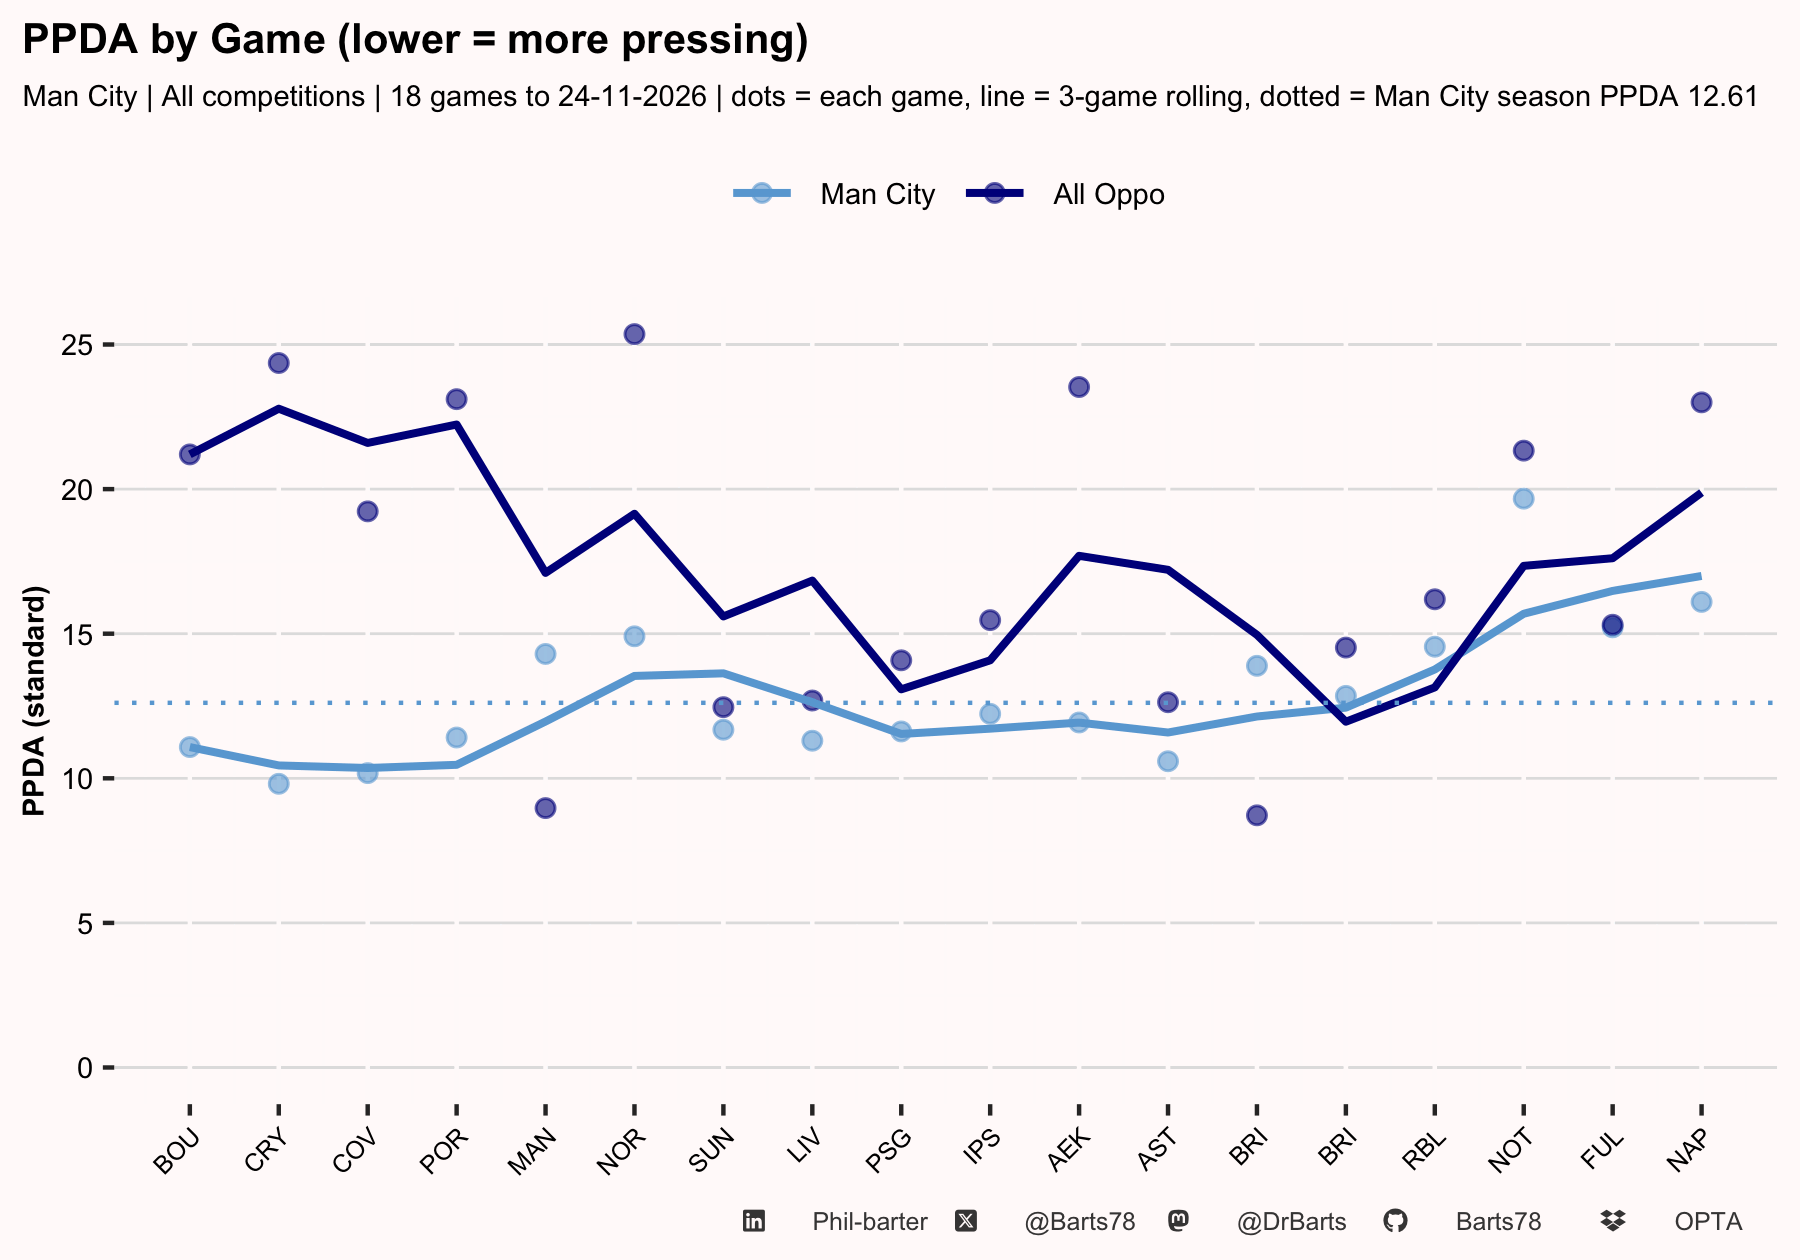 PPDA by Game (lower = more pressing)
Man City | All competitions | 18 games to 24-11-2026 | dots = each game, line = 3-game rolling, dotted = Man City season PPDA 12.61
Man City All Oppo
PPDA (standard)
25
20
15
10
5
0
BOU CRY COV POR MAN NOR SUN LIV PSG IPS AEK AST BRI BRI RBL NOT FUL NAP
Phil-barter @Barts78 @DrBarts Barts78 OPTA